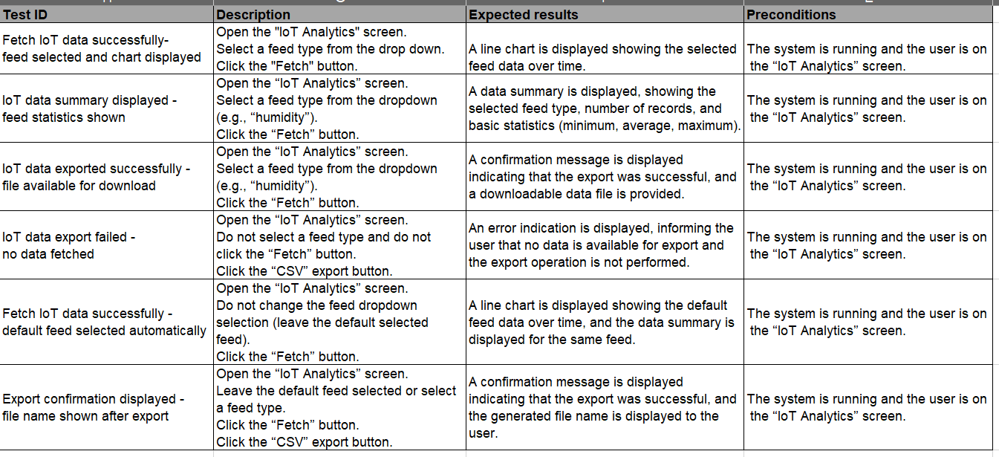 Test ID
Description
Expected results
Preconditions
Fetch IoT data successfully-
feed selected and chart displayed
Open the "IoT Analytics" screen.
Select a feed type from the drop down.
Click the "Fetch" button.
A line chart is displayed showing the selected
feed data over time.
The system is running and the user is on
the “IoT Analytics” screen.
IoT data summary displayed -
feed statistics shown
Open the “IoT Analytics” screen.
Select a feed type from the dropdown
(e.g., “humidity”).
Click the “Fetch” button.
A data summary is displayed, showing the
selected feed type, number of records, and
basic statistics (minimum, average, maximum).
The system is running and the user is on
the “IoT Analytics” screen.
IoT data exported successfully -
file available for download
Open the “IoT Analytics” screen.
Select a feed type from the dropdown
(e.g., “humidity”).
Click the “Fetch” button.
A confirmation message is displayed
indicating that the export was successful, and
a downloadable data file is provided.
The system is running and the user is on
the “IoT Analytics” screen.
IoT data export failed -
no data fetched
Open the “IoT Analytics” screen.
Do not select a feed type and do not
click the “Fetch” button.
Click the “CSV” export button.
An error indication is displayed, informing the
user that no data is available for export and
the export operation is not performed.
The system is running and the user is on
the “IoT Analytics” screen.
Fetch IoT data successfully -
default feed selected automatically
Open the “IoT Analytics” screen.
Do not change the feed dropdown
selection (leave the default selected
feed).
Click the “Fetch” button.
A line chart is displayed showing the default
feed data over time, and the data summary is
displayed for the same feed.
The system is running and the user is on
the “IoT Analytics” screen.
Export confirmation displayed -
file name shown after export
Open the “IoT Analytics” screen.
Leave the default feed selected or select
a feed type.
Click the “Fetch” button.
Click the “CSV” export button.
A confirmation message is displayed
indicating that the export was successful, and
the generated file name is displayed to the
user.
The system is running and the user is on
the “IoT Analytics” screen.